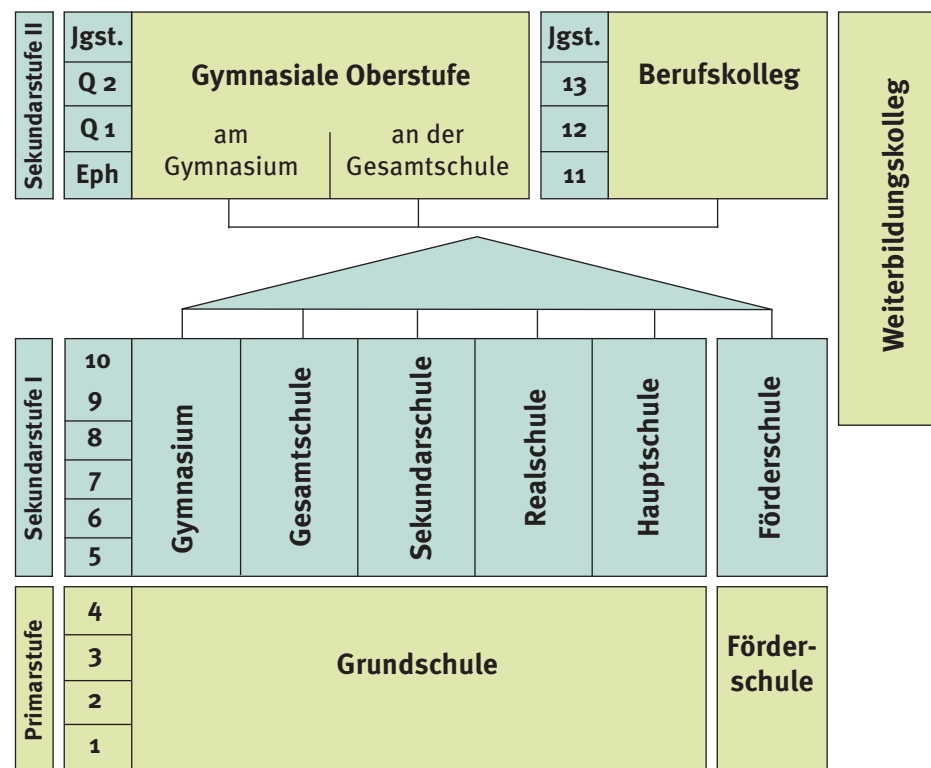 Sekundarstufe II
Jgst.
Q 2
Q 1
Eph
Gymnasiale Oberstufe
am
Gymnasium
an der
Gesamtschule
Jgst.
13
12
11
Berufskolleg
Weiterbildungskolleg
Sekundarstufe I
10
9
8
7
6
5
Gymnasium
Gesamtschule
Sekundarschule
Realschule
Hauptschule
Förderschule
Primarstufe
4
3
2
1
Grundschule
Förder-
schule